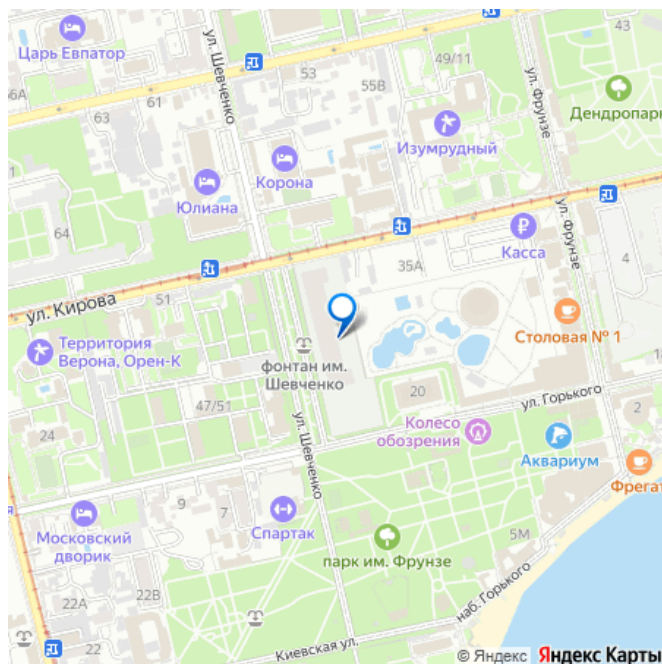 43
Царь Евпатор
49/11
ул. Шевченко
53
55В
ул. Фрунзе
56А
61
63
Дендропарк
Изумрудный
Корона
Юлиана
64
ул. Фрунзе
Касса
4
35А
ул. Кирова
51
Столовая № 1
Территория
Верона, Орен-К
фонтан им.
Шевченко
20
ул. Горького
47/51
2
24
Колесо
обозрения
ул. Шевченко
Аквариум
Фрегат
9
7
Московский
дворик
Спартак
5М
парк им. Фрунзе
наб. Горького
22А
22В
Киевская ул.
© Яндекс Яндекс Карты